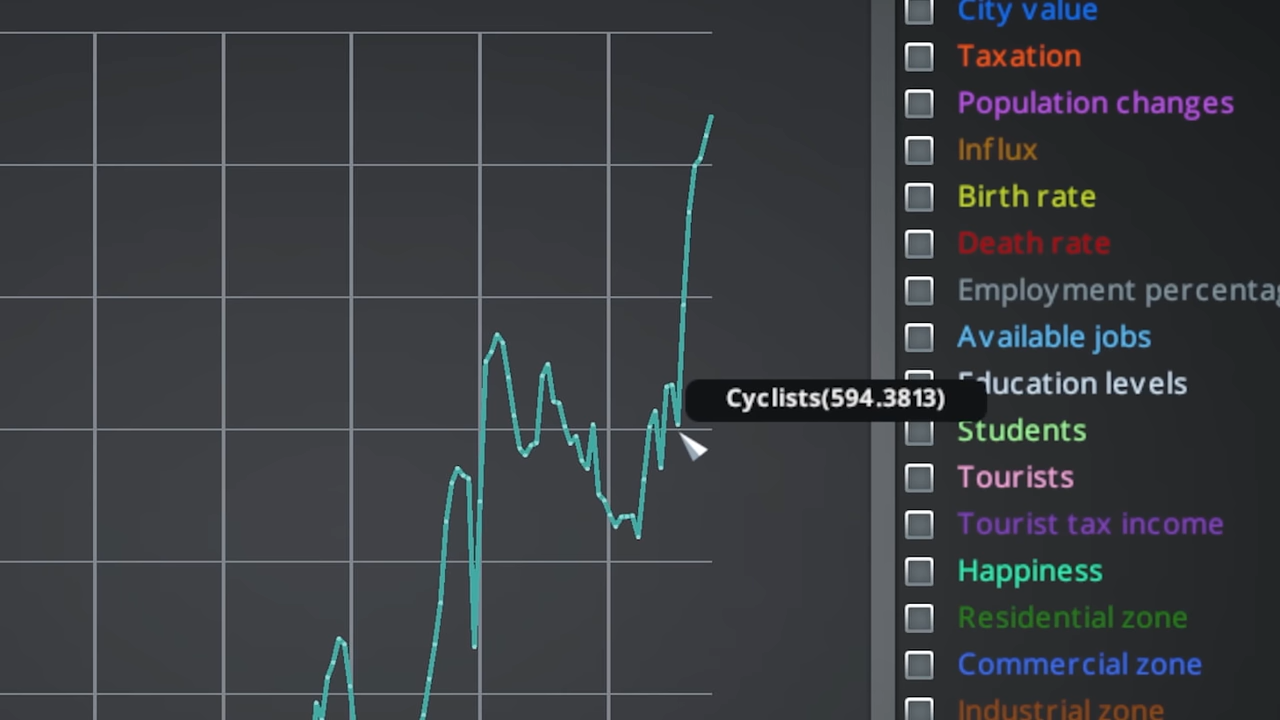 City value
Taxation
Population changes
Influx
Birth rate
Death rate
Employment percentag
Available jobs
Education levels
Cyclists(594.3813)
Students
Tourists
Tourist tax income
Happiness
Residential zone
Commercial zone
Industrial zone